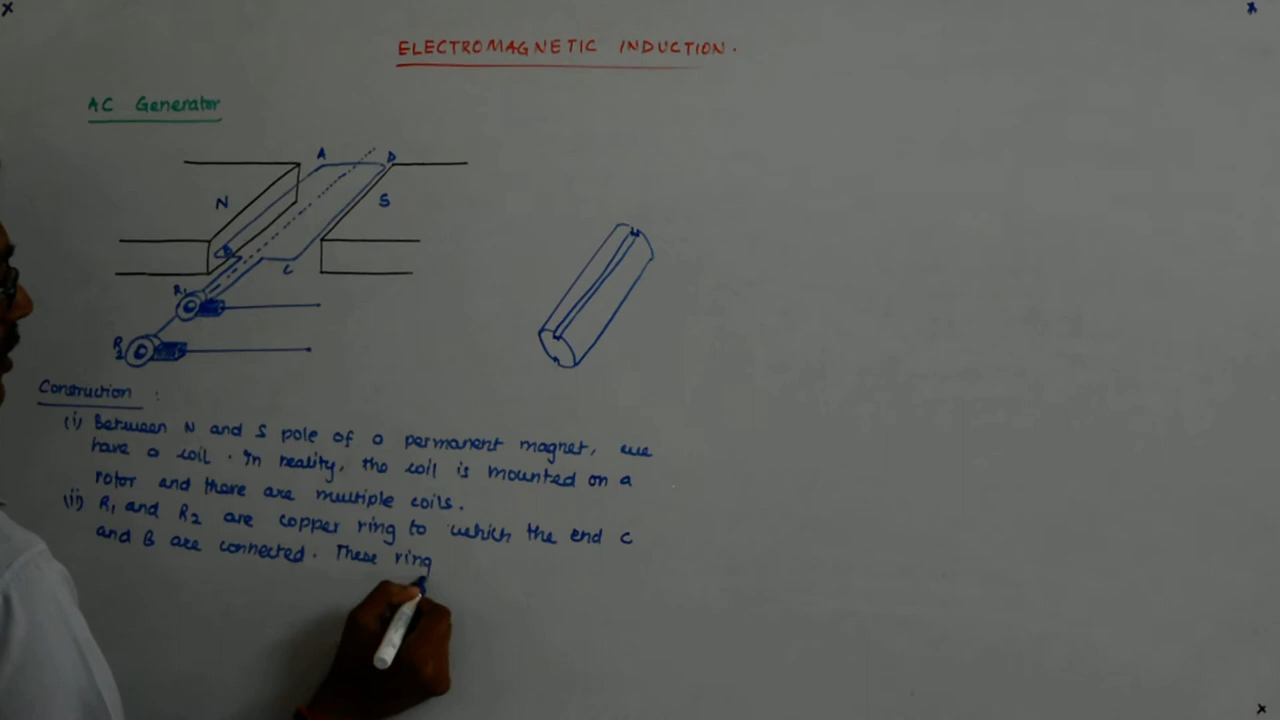 ELECTROMAGNETIC INDUCTION.
AC Generator
A
D
N
S
B
C
R1
R2
Construction :
(i) Between N and S pole of a permanent magnet, we
have a coil. In reality, the coil is mounted on a
rotor and there are multiple coils.
(ii) R1 and R2 are copper ring to which the end C
and B are connected. These ring